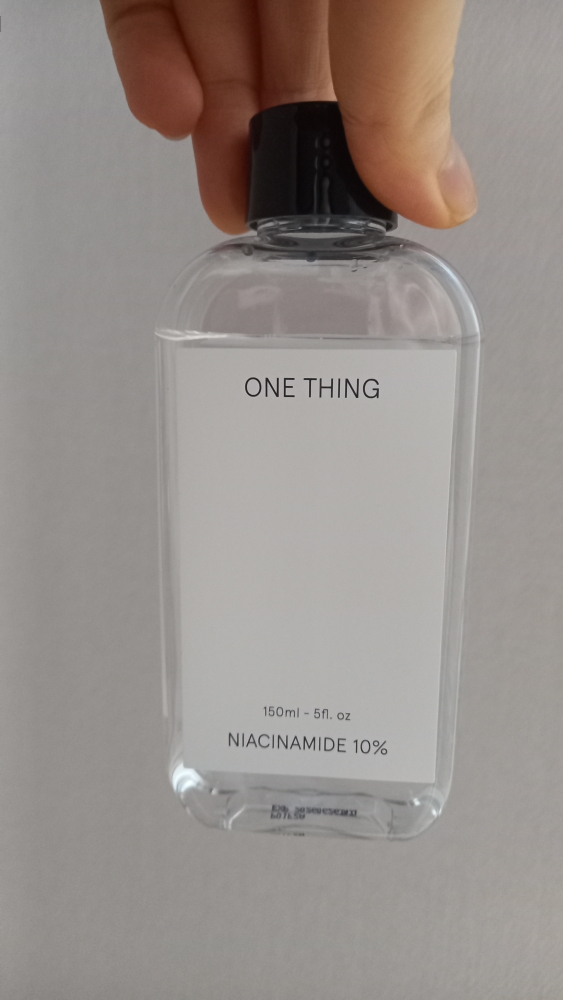 ONE THING
150ml - 5fl. oz
NIACINAMIDE 10%